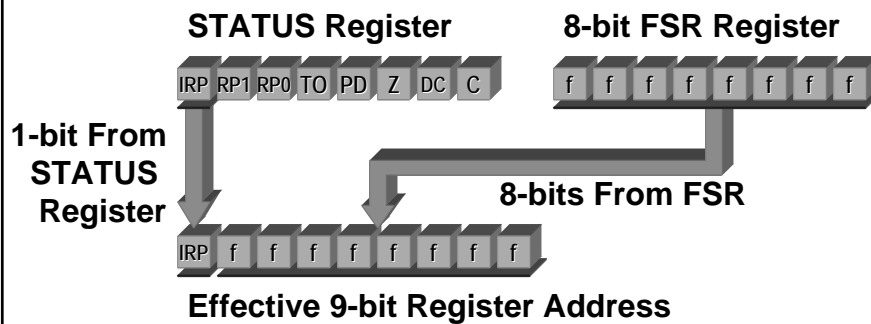 STATUS Register
8-bit FSR Register
IRP RP1 RP0 TO PD Z DC C
f f f f f f f f
1-bit From
STATUS
Register
8-bits From FSR
IRP f f f f f f f f
Effective 9-bit Register Address